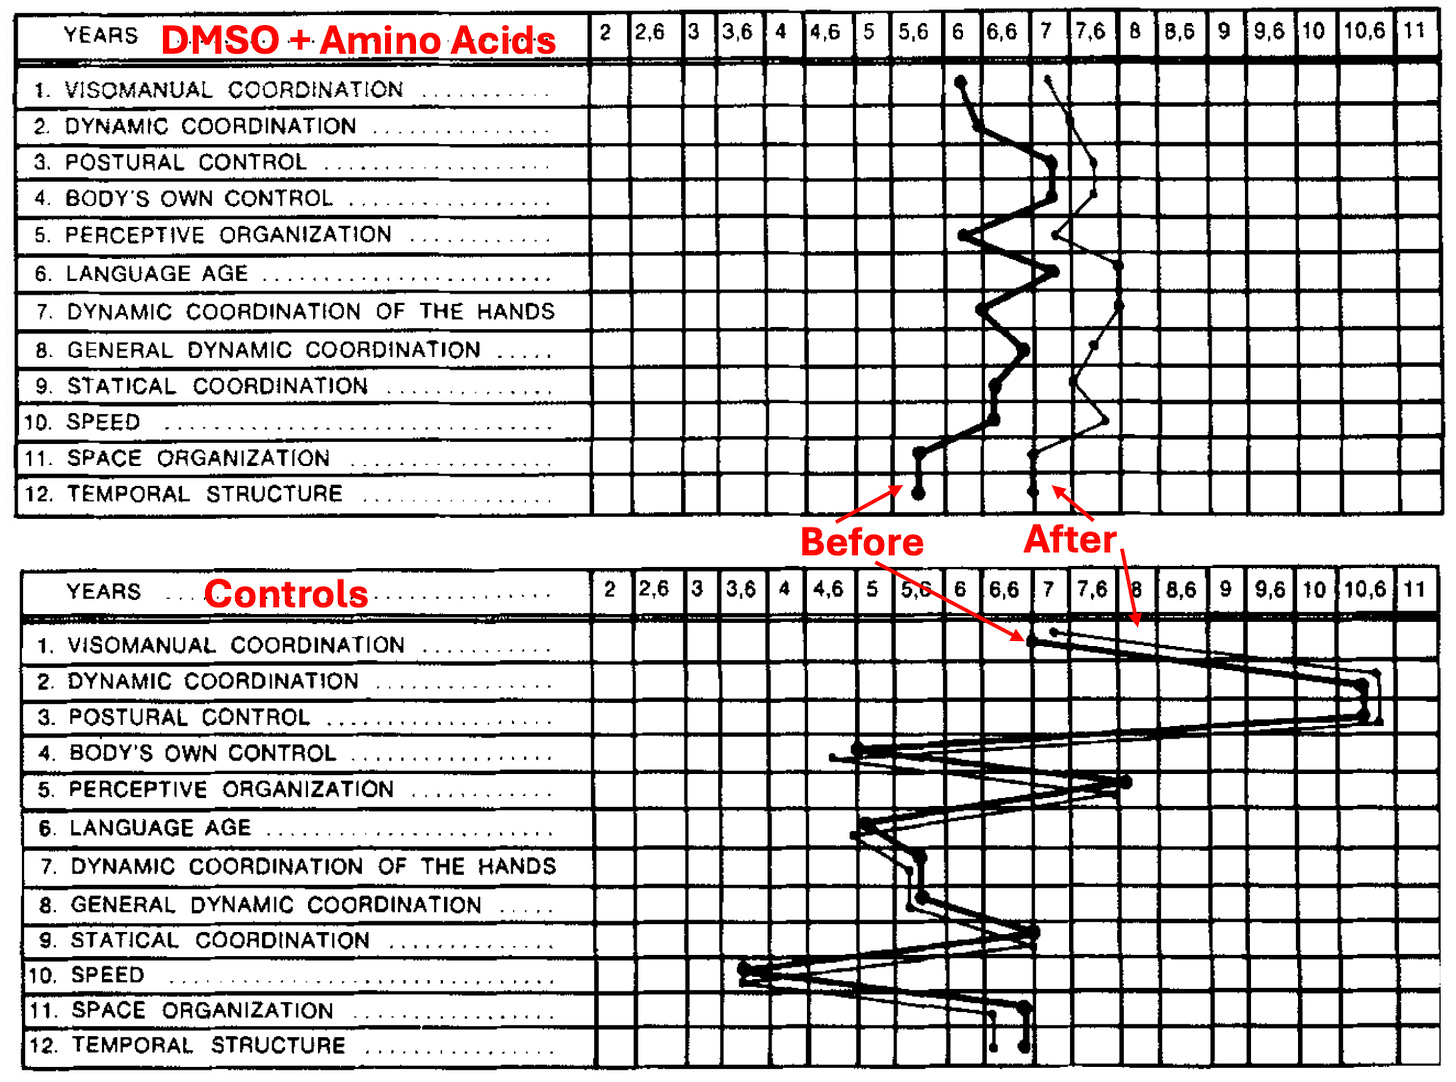 YEARS DMSO + Amino Acids 2 2,6 3 3,6 4 4,6 5 5,6 6 6,6 7 7,6 8 8,6 9 9,6 10 10,6 11
1. VISOMANUAL COORDINATION ...........
2. DYNAMIC COORDINATION ...............
3. POSTURAL CONTROL ...................
4. BODY'S OWN CONTROL .................
5. PERCEPTIVE ORGANIZATION ............
6. LANGUAGE AGE ........................
7. DYNAMIC COORDINATION OF THE HANDS
8. GENERAL DYNAMIC COORDINATION .....
9. STATICAL COORDINATION ..............
10. SPEED ................................
11. SPACE ORGANIZATION ................
12. TEMPORAL STRUCTURE ...............
Before After
YEARS .... Controls 2 2,6 3 3,6 4 4,6 5 5,6 6 6,6 7 7,6 8 8,6 9 9,6 10 10,6 11
1. VISOMANUAL COORDINATION ...........
2. DYNAMIC COORDINATION ...............
3. POSTURAL CONTROL ...................
4. BODY'S OWN CONTROL .................
5. PERCEPTIVE ORGANIZATION ............
6. LANGUAGE AGE ........................
7. DYNAMIC COORDINATION OF THE HANDS
8. GENERAL DYNAMIC COORDINATION .....
9. STATICAL COORDINATION ..............
10. SPEED ................................
11. SPACE ORGANIZATION ................
12. TEMPORAL STRUCTURE ...............